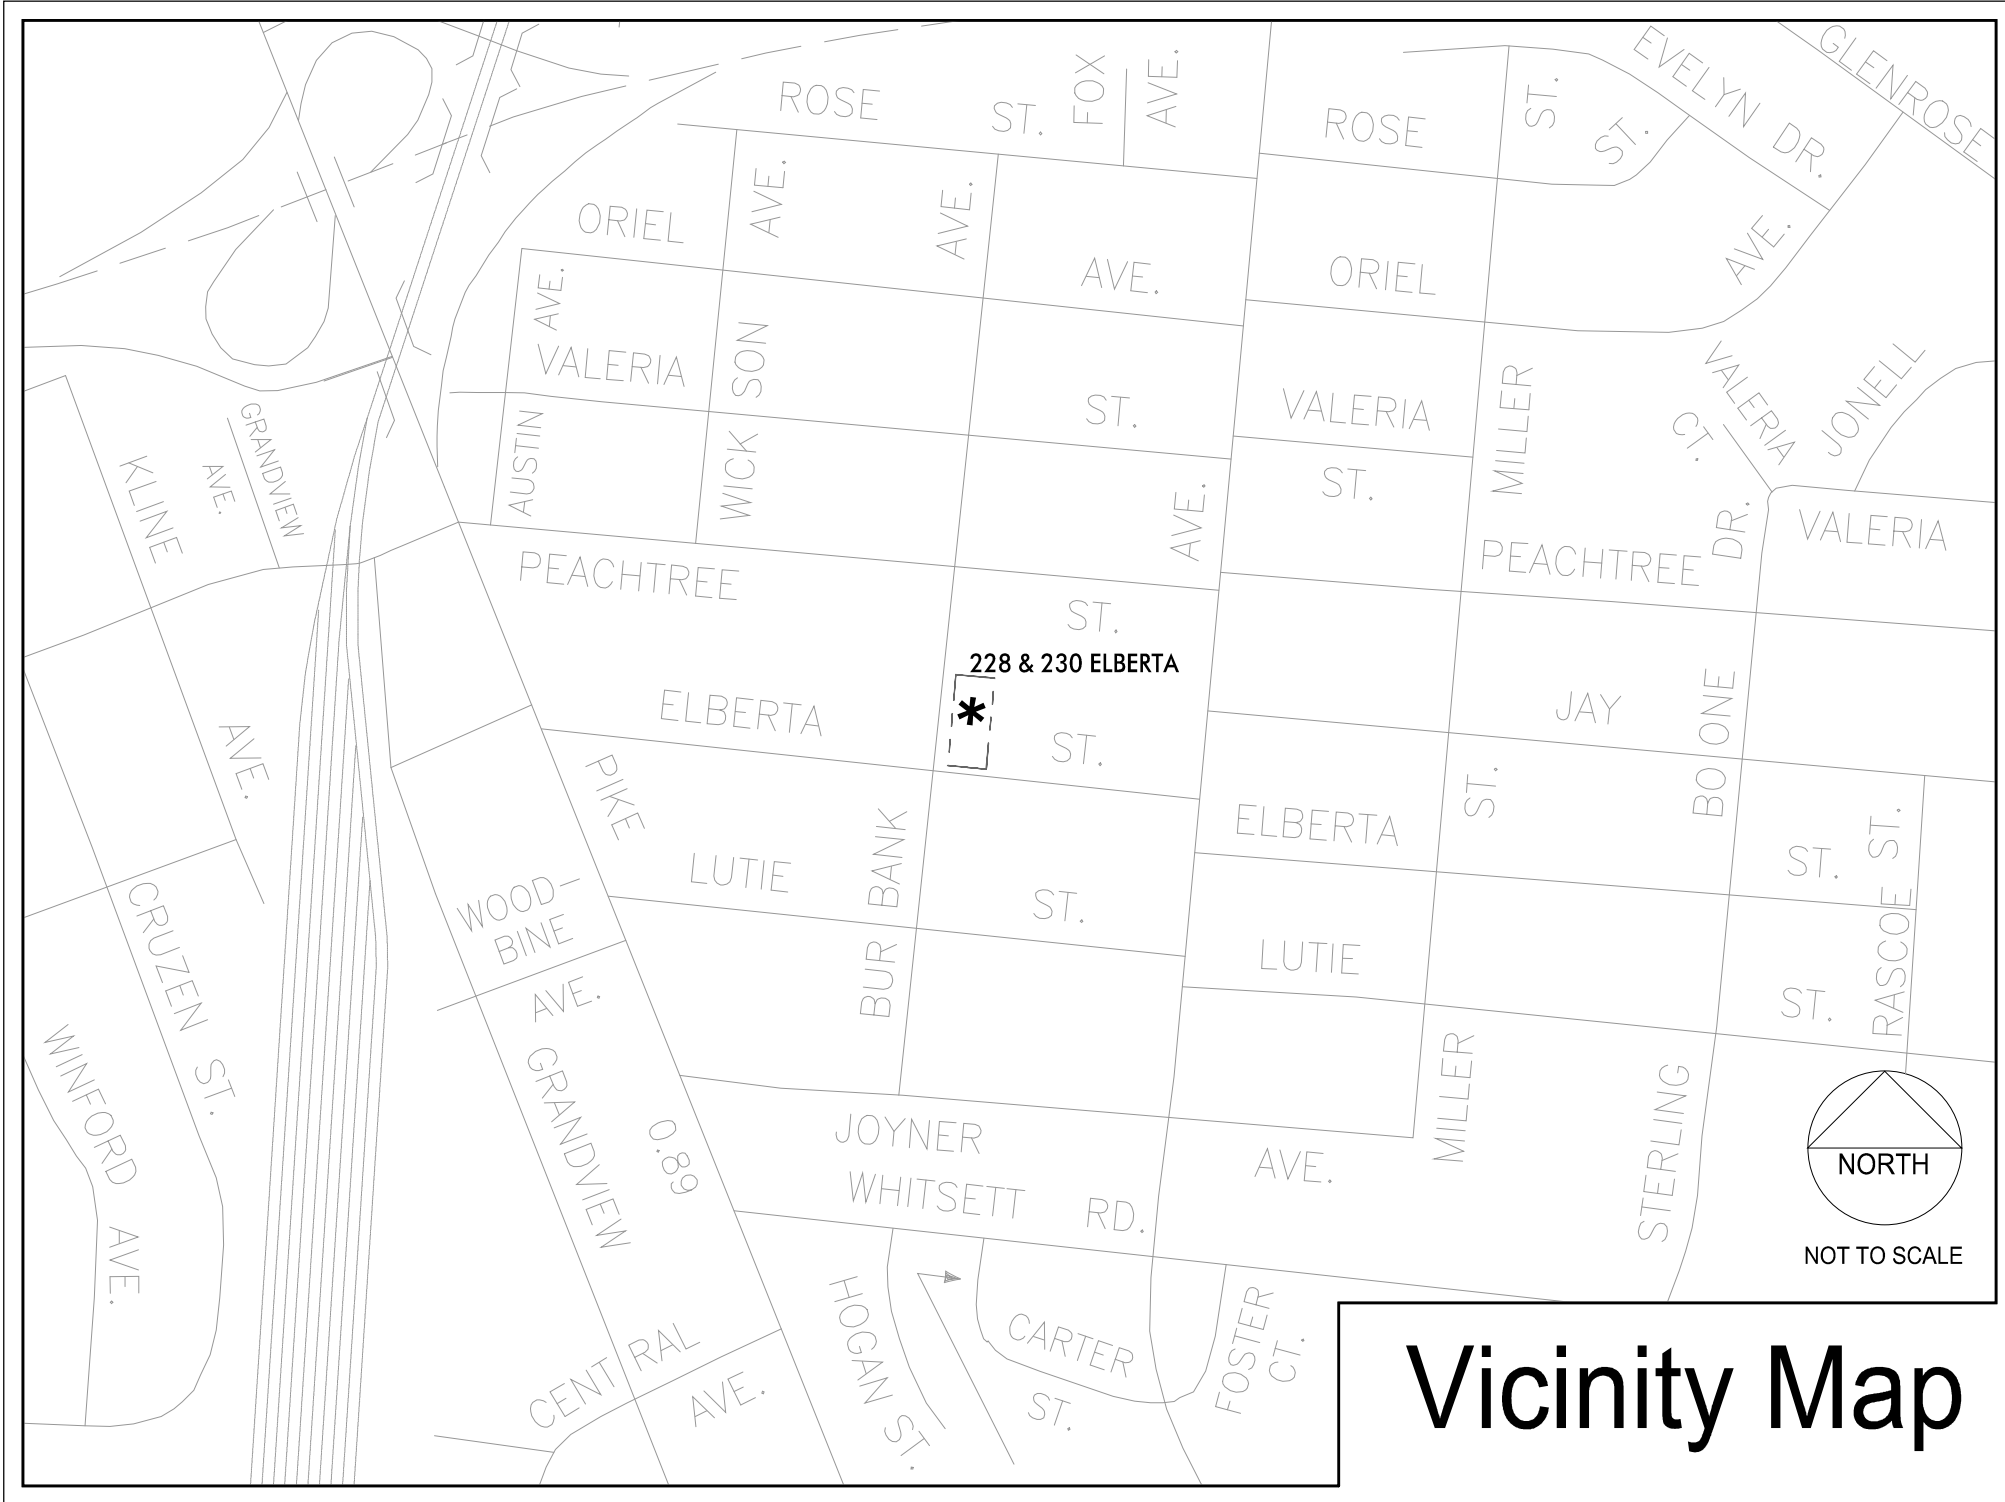 EVELYN DR.
GLENROSE
ROSE ST.
FOX AVE.
ROSE ST.
ST.
ORIEL AVE.
AVE.
AVE.
ORIEL AVE.
AVE.
VALERIA ST.
WICK SON
AUSTIN
VALERIA ST.
MILLER
VALERIA CT.
JONELL
GRANDVIEW AVE.
KLINE AVE.
AVE.
DR.
VALERIA
PEACHTREE ST.
PEACHTREE
228 & 230 ELBERTA
*
ELBERTA ST.
JAY ST.
BO ONE
PIKE
ST.
ELBERTA ST.
RASCOE ST.
LUTIE ST.
BUR BANK
WOOD-
BINE
AVE.
LUTIE
CRUZEN ST.
WINFORD AVE.
GRANDVIEW
0.89
JOYNER AVE.
MILLER
STERLING
WHITSETT RD.
NORTH
NOT TO SCALE
HOGAN ST.
CARTER ST.
FOSTER CT.
CENT RAL AVE.
Vicinity Map